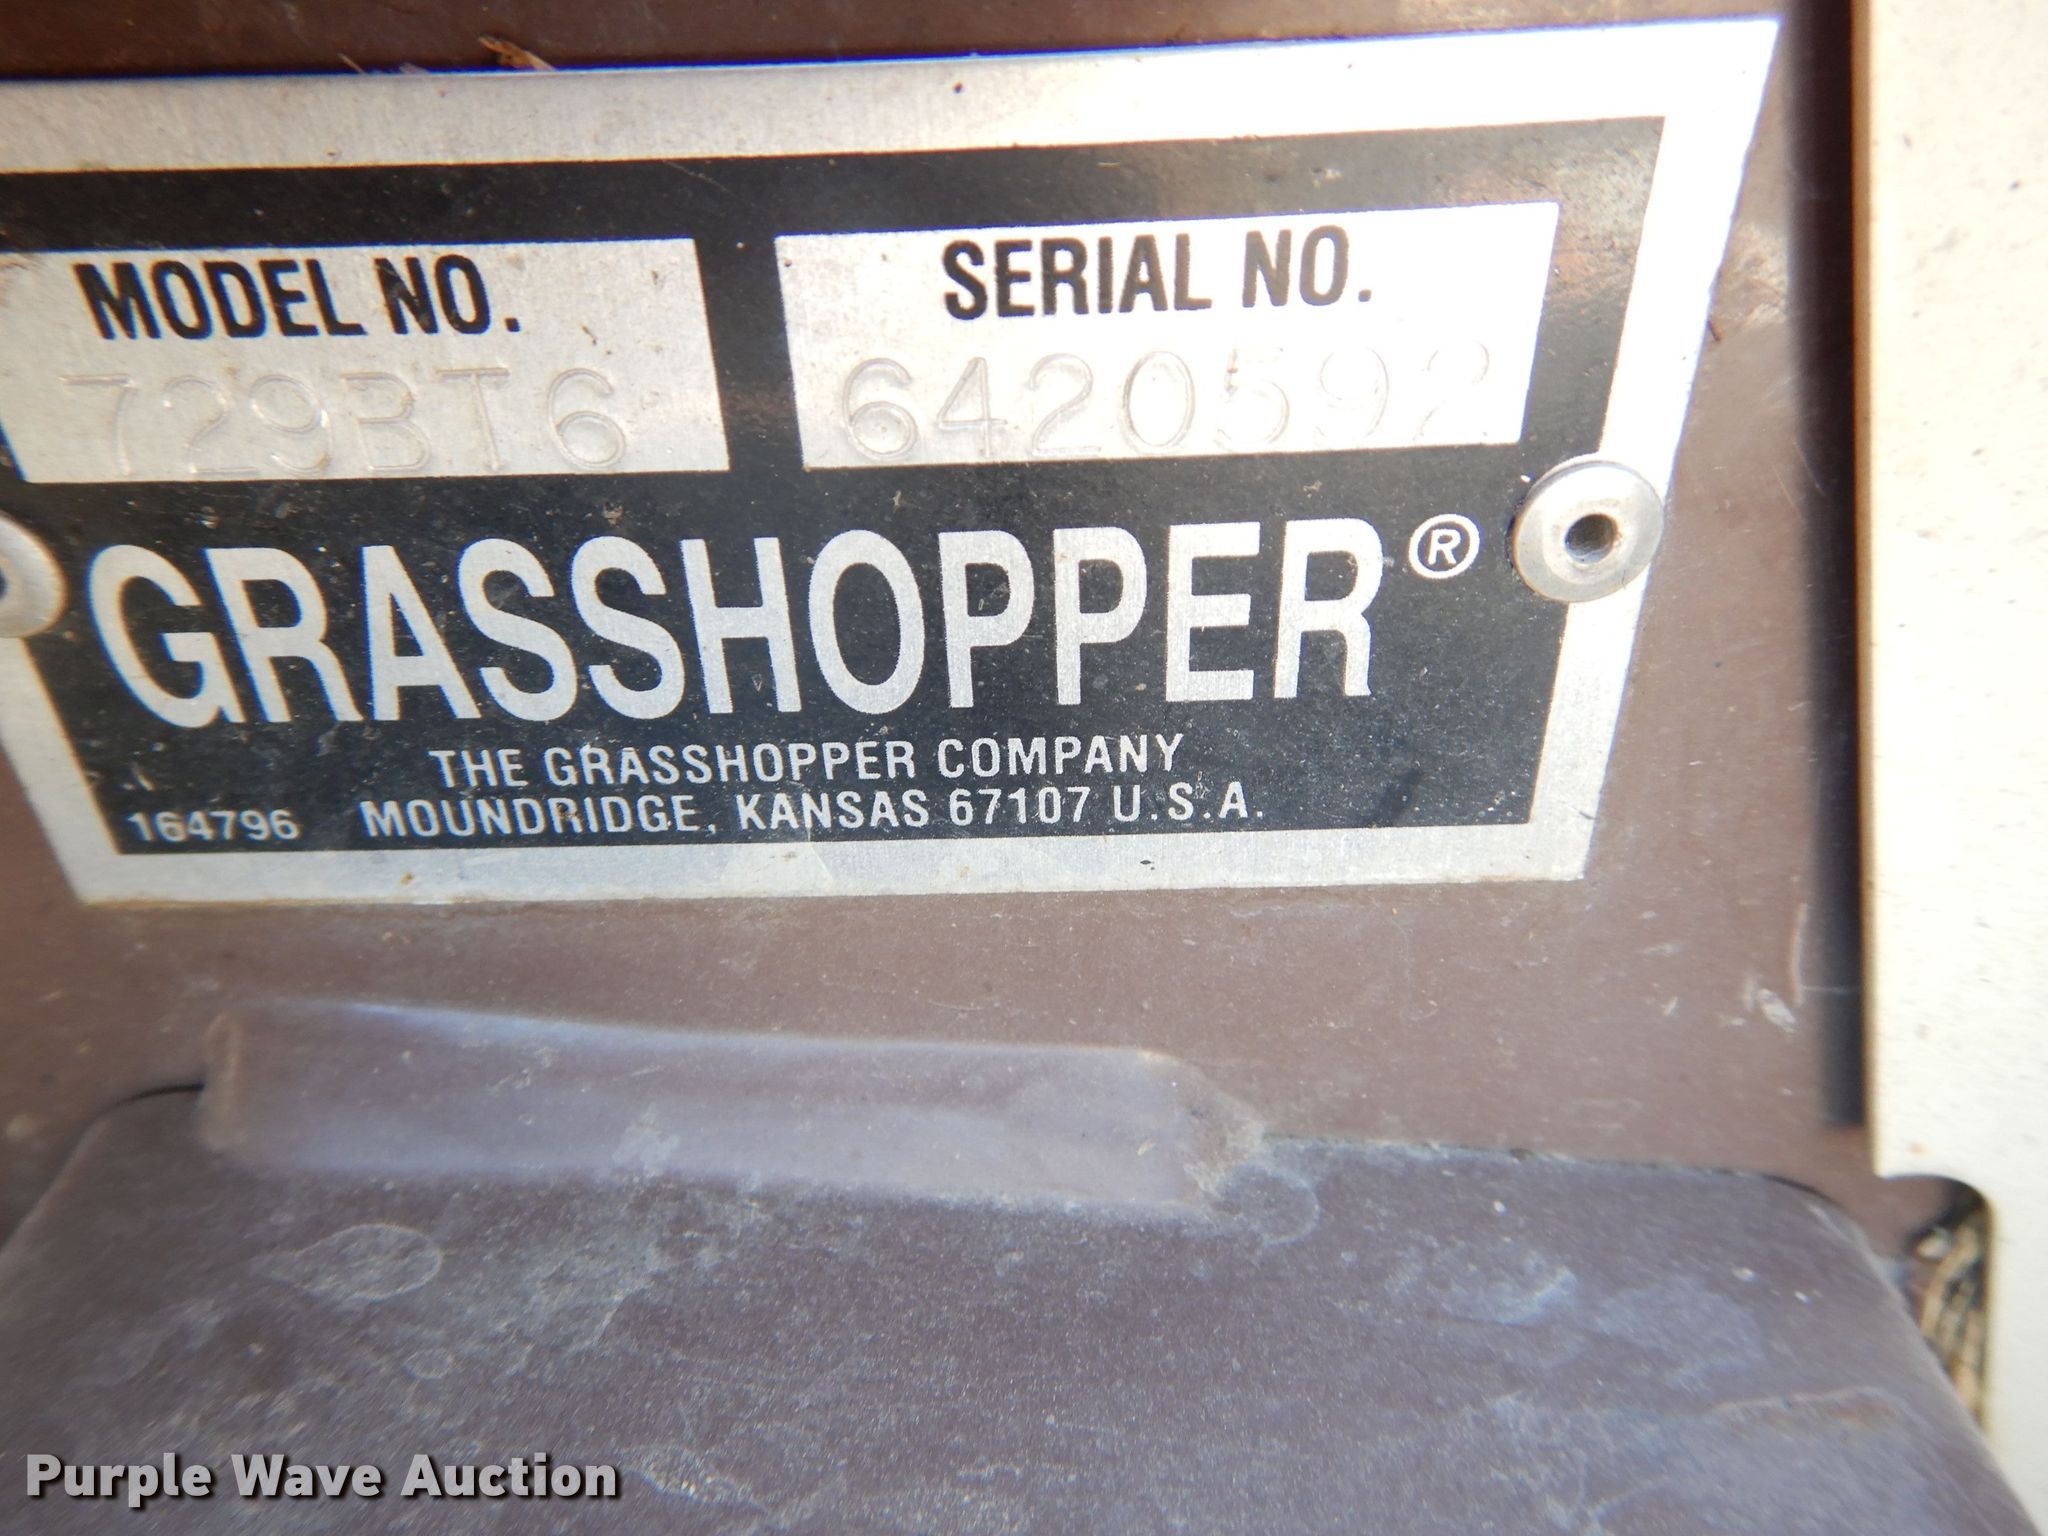 MODEL NO.
729BT6
SERIAL NO.
6420592
GRASSHOPPER®
THE GRASSHOPPER COMPANY
164796 MOUNDRIDGE, KANSAS 67107 U.S.A.
Purple Wave Auction